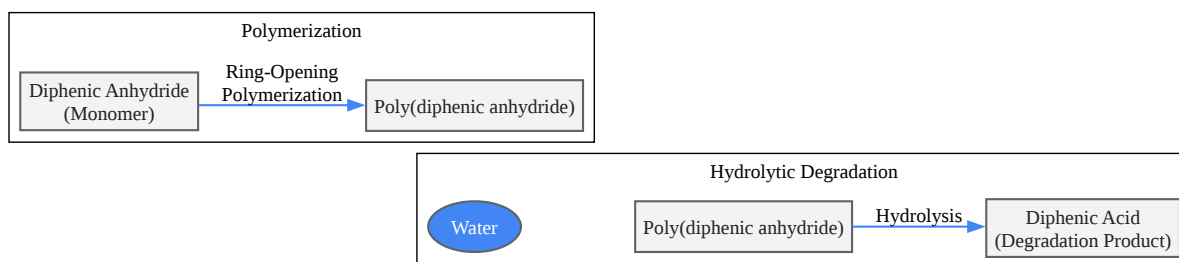 Polymerization
Diphenic Anhydride
(Monomer)
Ring-Opening
Polymerization
Poly(diphenic anhydride)
Hydrolytic Degradation
Water
Poly(diphenic anhydride)
Hydrolysis
Diphenic Acid
(Degradation Product)